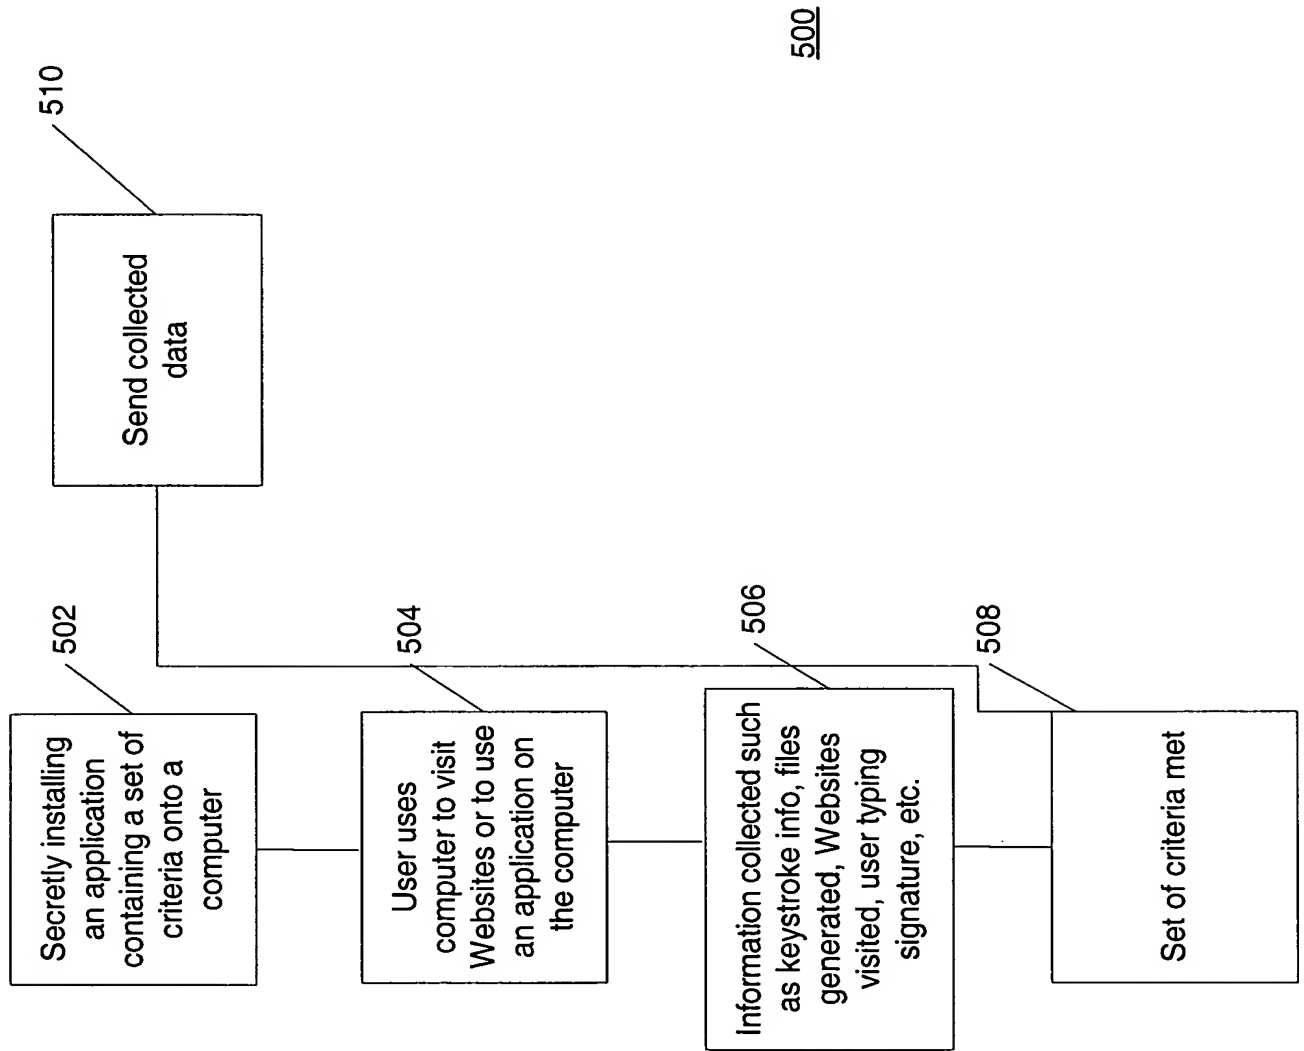 502
Secretly installing
an application
containing a set of
criteria onto a
computer
504
User uses
computer to visit
Websites or to use
an application on
the computer
506
Information collected such
as keystroke info, files
generated, Websites
visited, user typing
signature, etc.
508
Set of criteria met
510
Send collected
data
500